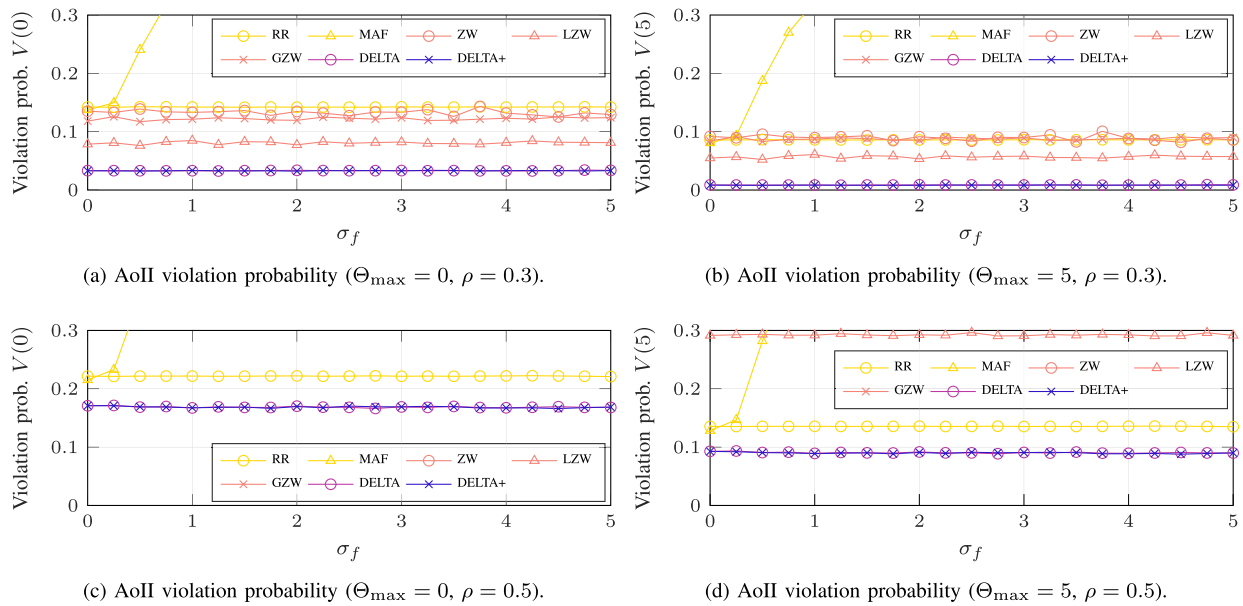 Violation prob. V(0)
0.3
0.2
0.1
0
RR MAF ZW LZW
GZW DELTA DELTA+
0 1 2 3 4 5
σ_f
(a) AoII violation probability (Θ_max = 0, ρ = 0.3).
Violation prob. V(5)
0.3
0.2
0.1
0
RR MAF ZW LZW
GZW DELTA DELTA+
0 1 2 3 4 5
σ_f
(b) AoII violation probability (Θ_max = 5, ρ = 0.3).
Violation prob. V(0)
0.3
0.2
0.1
0
RR MAF ZW LZW
GZW DELTA DELTA+
0 1 2 3 4 5
σ_f
(c) AoII violation probability (Θ_max = 0, ρ = 0.5).
Violation prob. V(5)
0.3
0.2
0.1
0
RR MAF ZW LZW
GZW DELTA DELTA+
0 1 2 3 4 5
σ_f
(d) AoII violation probability (Θ_max = 5, ρ = 0.5).